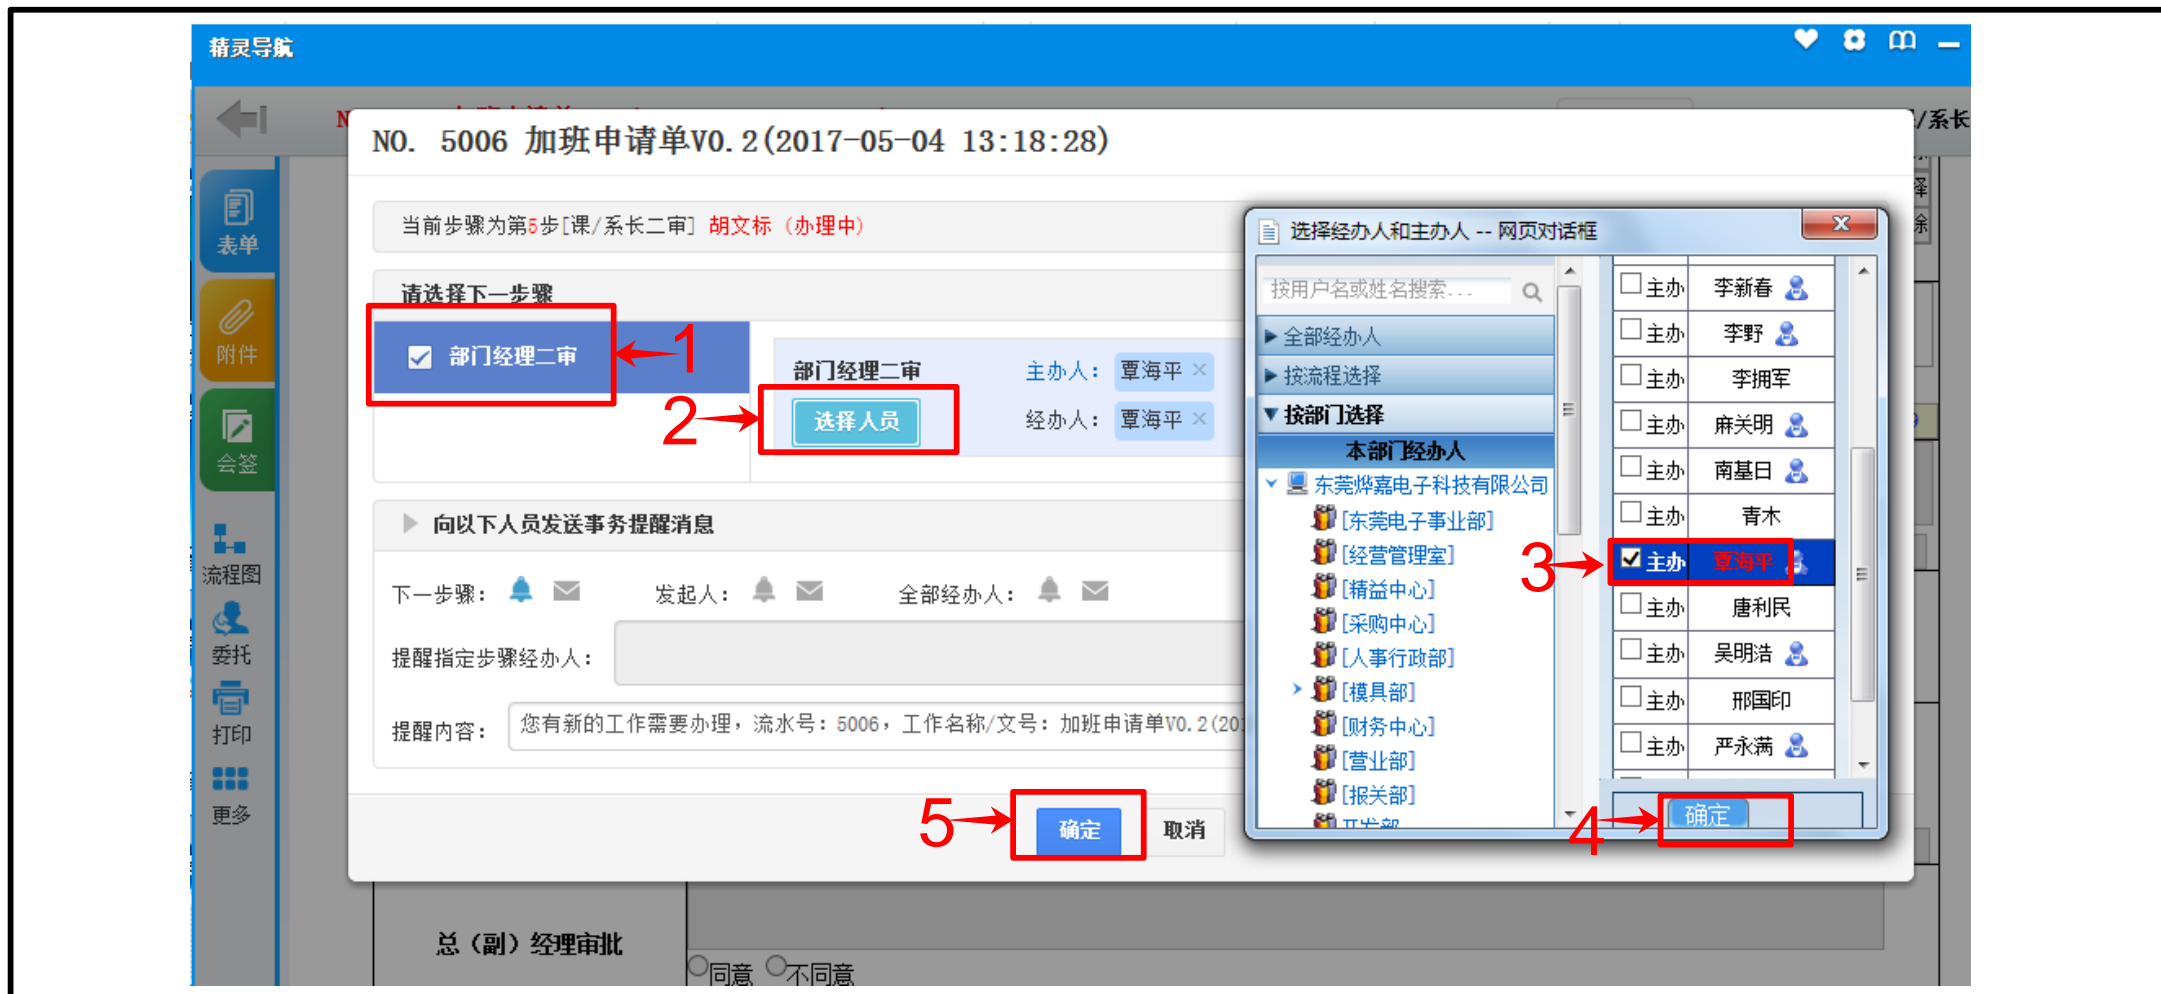 精灵导航
/系长
NO. 5006 加班申请单V0.2(2017-05-04 13:18:28)
当前步骤为第5步[课/系长二审] 胡文标（办理中）
请选择下一步骤
部门经理二审
1
部门经理二审
主办人： 覃海平 ×
2
选择人员
经办人： 覃海平 ×
向以下人员发送事务提醒消息
下一步骤：
发起人：
全部经办人：
提醒指定步骤经办人：
提醒内容：
您有新的工作需要办理，流水号：5006，工作名称/文号：加班申请单V0.2(20
5
确定
取消
表单
附件
会签
流程图
委托
打印
更多
选择经办人和主办人 -- 网页对话框
按用户名或姓名搜索...
全部经办人
按流程选择
按部门选择
本部门经办人
东莞烨嘉电子科技有限公司
[东莞电子事业部]
[经营管理室]
[精益中心]
[采购中心]
[人事行政部]
[模具部]
[财务中心]
[营业部]
[报关部]
主办 李新春
主办 李野
主办 李拥军
主办 麻关明
主办 南基日
主办 青木
3
主办 覃海平
主办 唐利民
主办 吴明浩
主办 邢国印
主办 严永满
4
确定
总（副）经理审批
同意 不同意